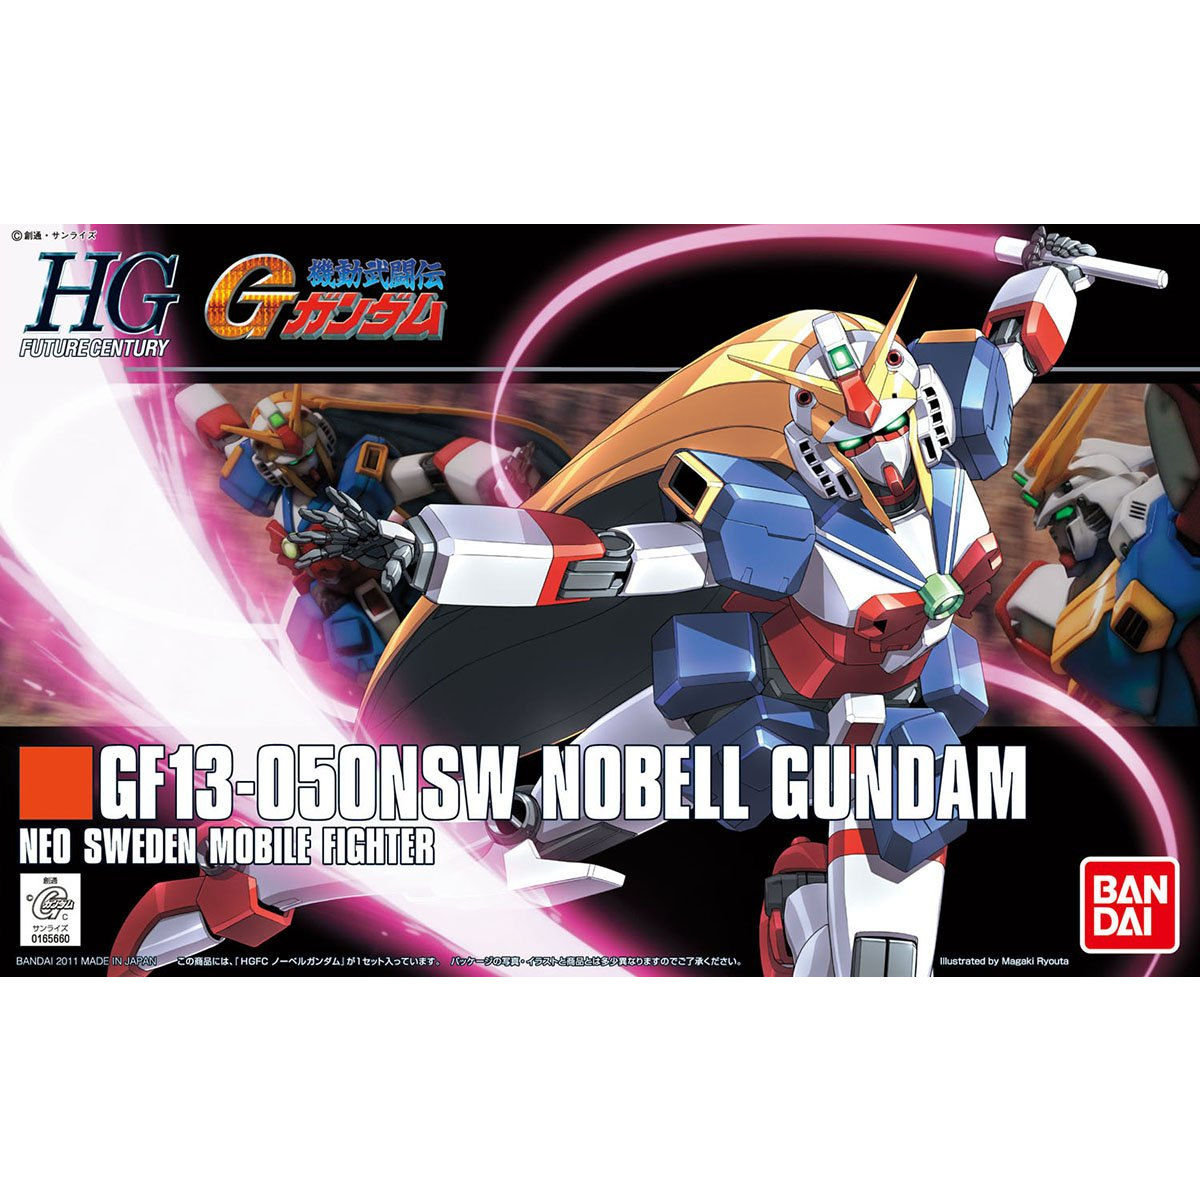 ©創通・サンライズ
HG
FUTURE CENTURY
機動武闘伝
Gガンダム
GF13-050NSW NOBELL GUNDAM
NEO SWEDEN MOBILE FIGHTER
創通
©Gガンダム
サンライズ
0165660
BAN
DAI
BANDAI 2011 MADE IN JAPAN この商品には、「HGFC ノーベルガンダム」が1セット入っています。 パッケージの写真・イラストと商品とは多少異なりますのでご了承ください。
Illustrated by Magaki Ryouta